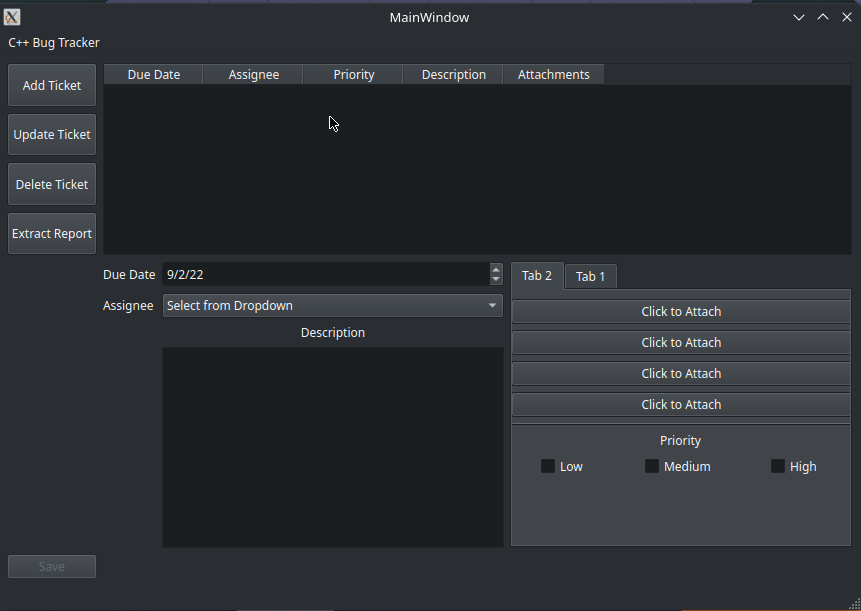 MainWindow
C++ Bug Tracker
Add Ticket
Update Ticket
Delete Ticket
Extract Report
Due Date Assignee Priority Description Attachments
Due Date 9/2/22
Assignee Select from Dropdown
Description
Tab 2 Tab 1
Click to Attach
Click to Attach
Click to Attach
Click to Attach
Priority
Low Medium High
Save